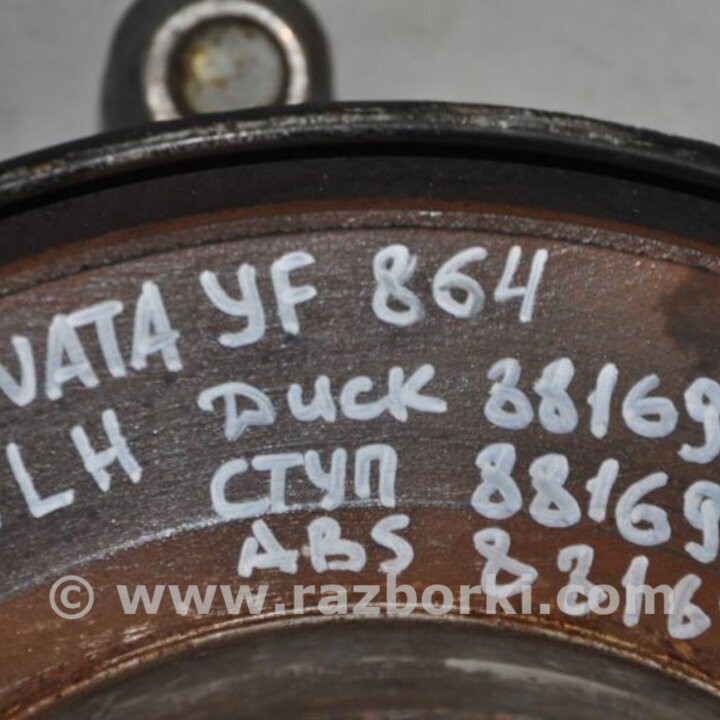 NATA YF 864
LH Диск 88169
СТУП 88169
ABS 8816
© www.razborki.com